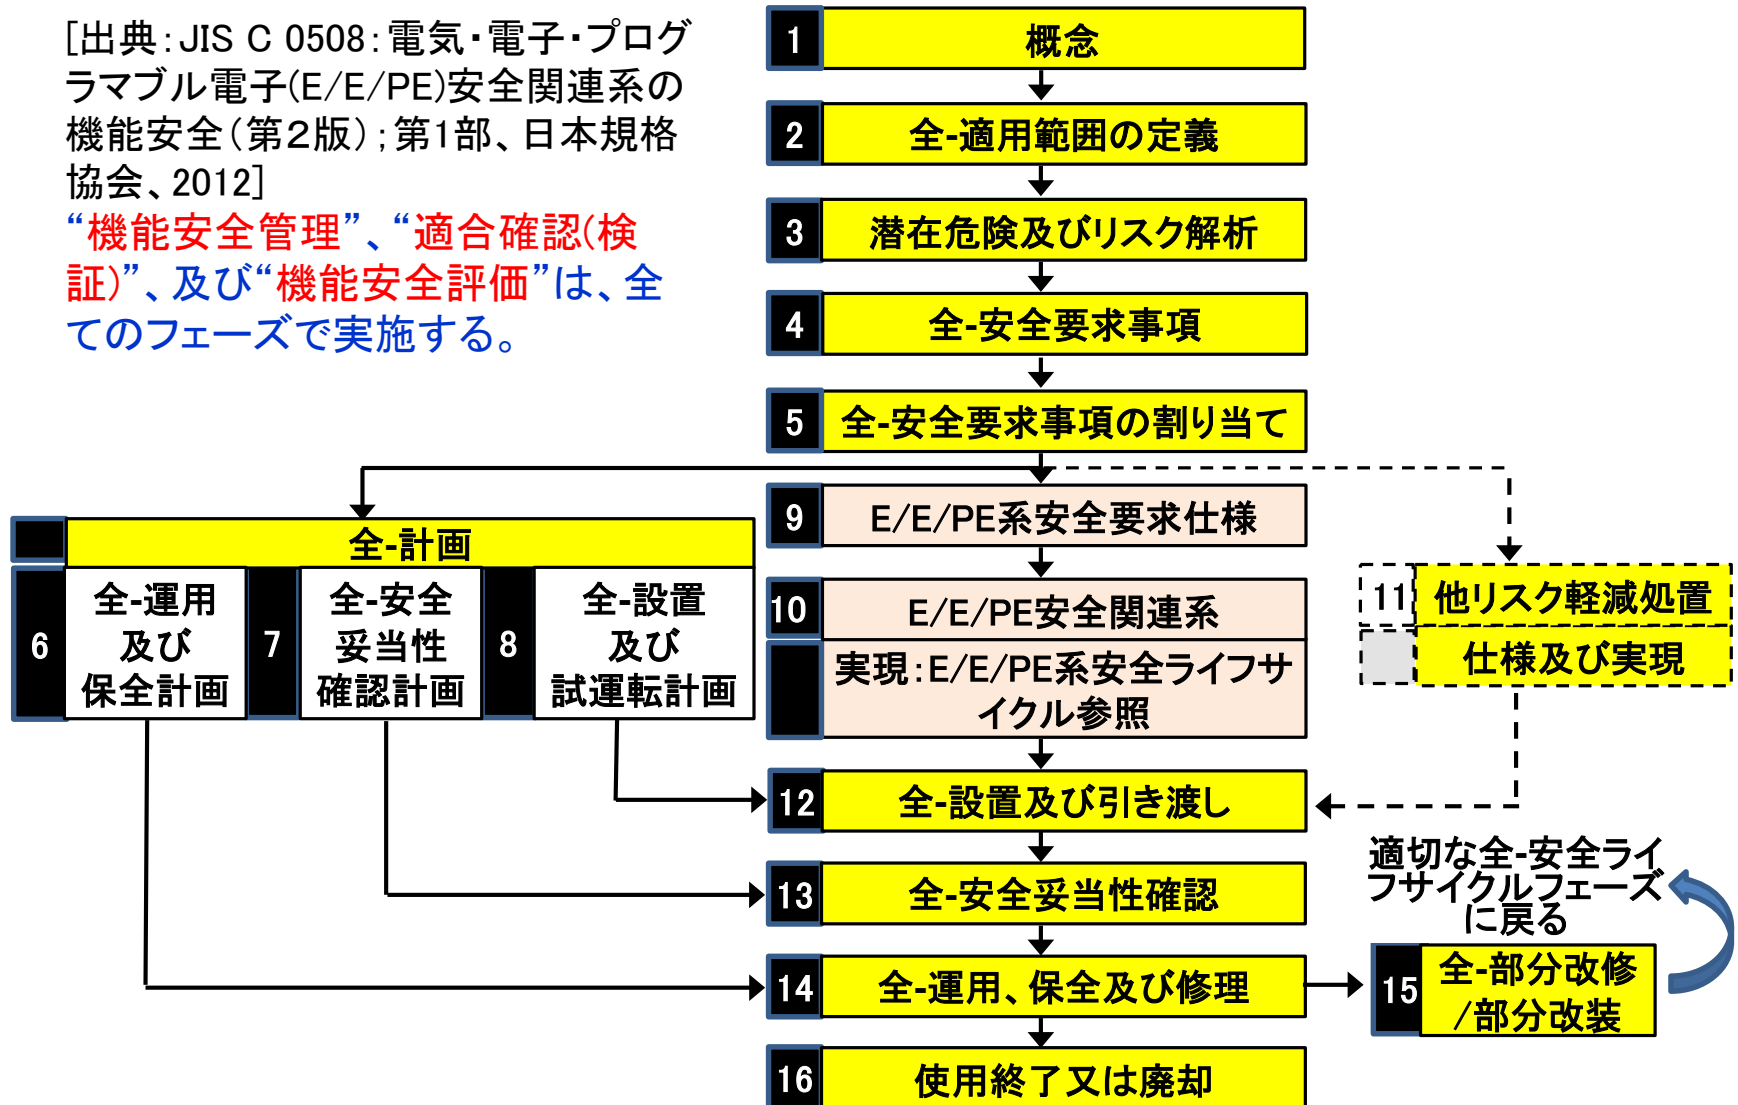 [出典：JIS C 0508：電気・電子・プログ
ラマブル電子(E/E/PE)安全関連系の
機能安全（第２版）；第1部、日本規格
協会、2012]
“機能安全管理”、“適合確認(検
証)”、及び“機能安全評価”は、全
てのフェーズで実施する。
1 概念
2 全-適用範囲の定義
3 潜在危険及びリスク解析
4 全-安全要求事項
5 全-安全要求事項の割り当て
全-計画
6 全-運用
及び
保全計画
7 全-安全
妥当性
確認計画
8 全-設置
及び
試運転計画
9 E/E/PE系安全要求仕様
10 E/E/PE安全関連系
実現：E/E/PE系安全ライフサ
イクル参照
11 他リスク軽減処置
仕様及び実現
12 全-設置及び引き渡し
13 全-安全妥当性確認
14 全-運用、保全及び修理
適切な全-安全ライ
フサイクルフェーズ
に戻る
15 全-部分改修
/部分改装
16 使用終了又は廃却